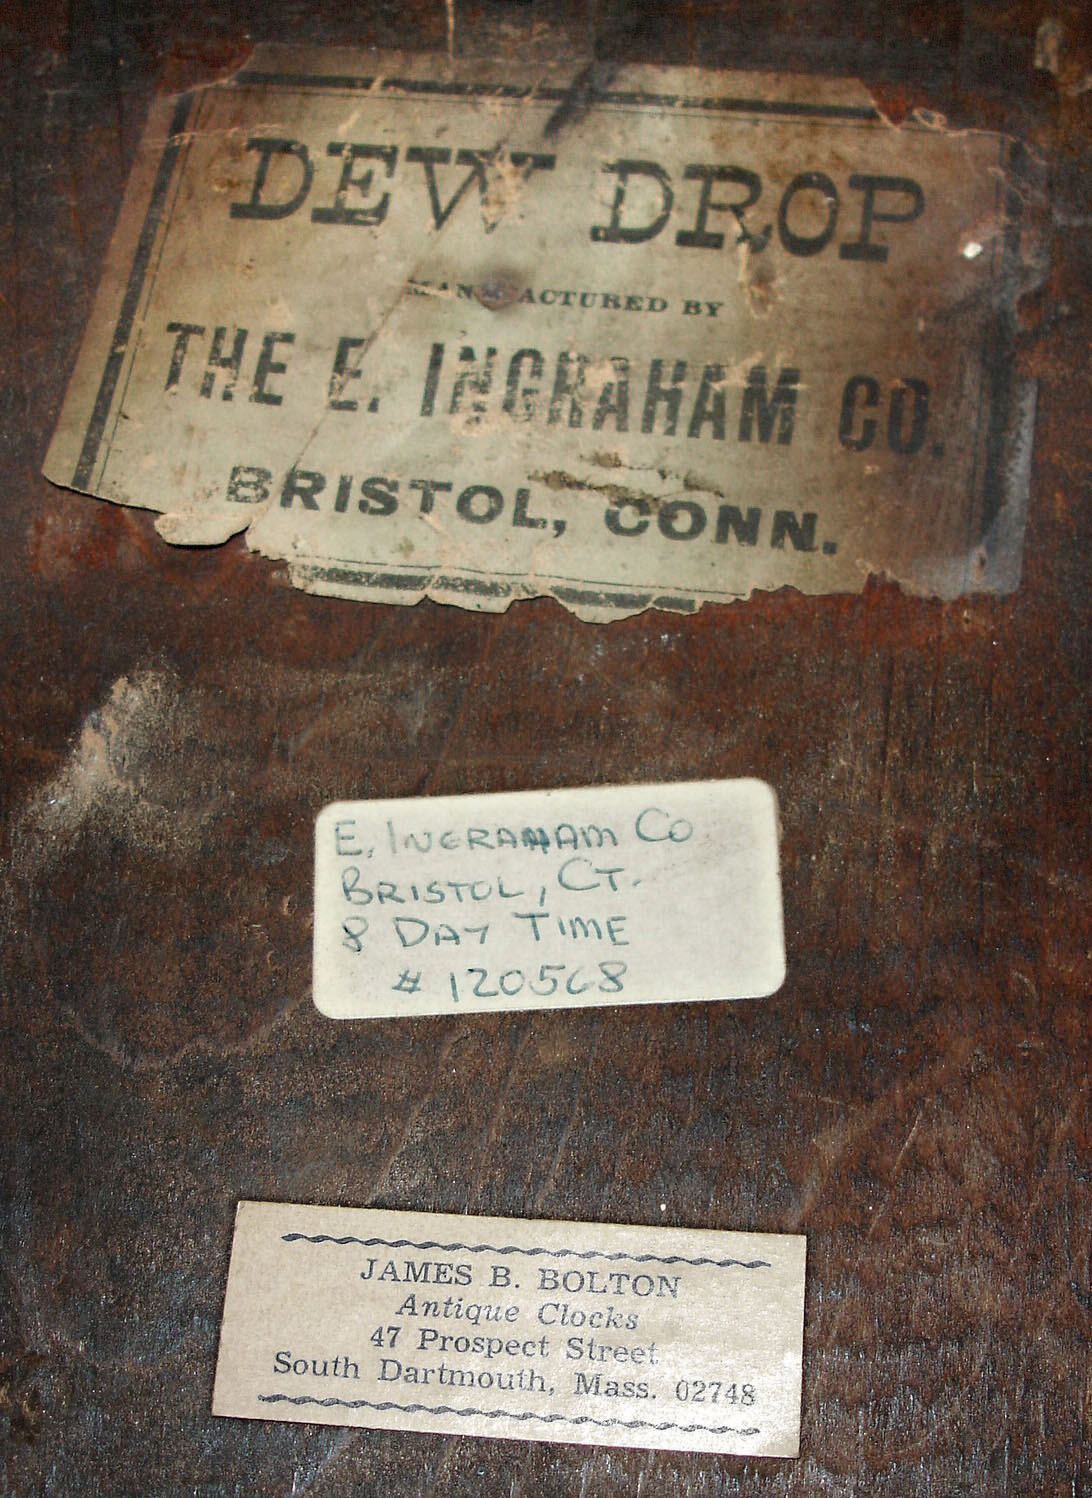 DEW DROP
MANUFACTURED BY
THE E. INGRAHAM CO.
BRISTOL, CONN.
E. INGRAHAM CO
BRISTOL, CT.
8 DAY TIME
# 120568
JAMES B. BOLTON
Antique Clocks
47 Prospect Street
South Dartmouth, Mass. 02748